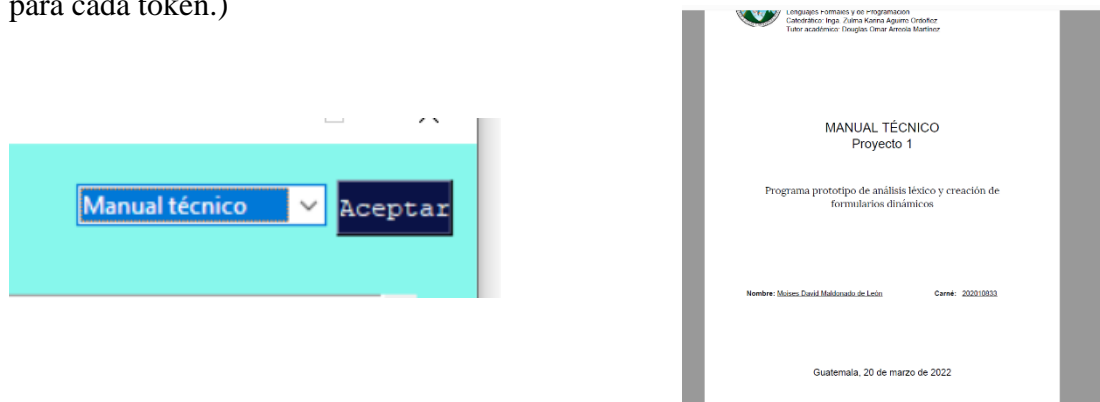 para cada token.)
Manual técnico
Aceptar
Lenguajes Formales y de Programación
Catedrático: Inga. Zulma Karina Aguirre Ordoñez
Tutor académico: Douglas Omar Arreola Martínez
MANUAL TÉCNICO
Proyecto 1
Programa prototipo de análisis léxico y creación de
formularios dinámicos
Nombre: Moises David Maldonado de León Carné: 202010833
Guatemala, 20 de marzo de 2022